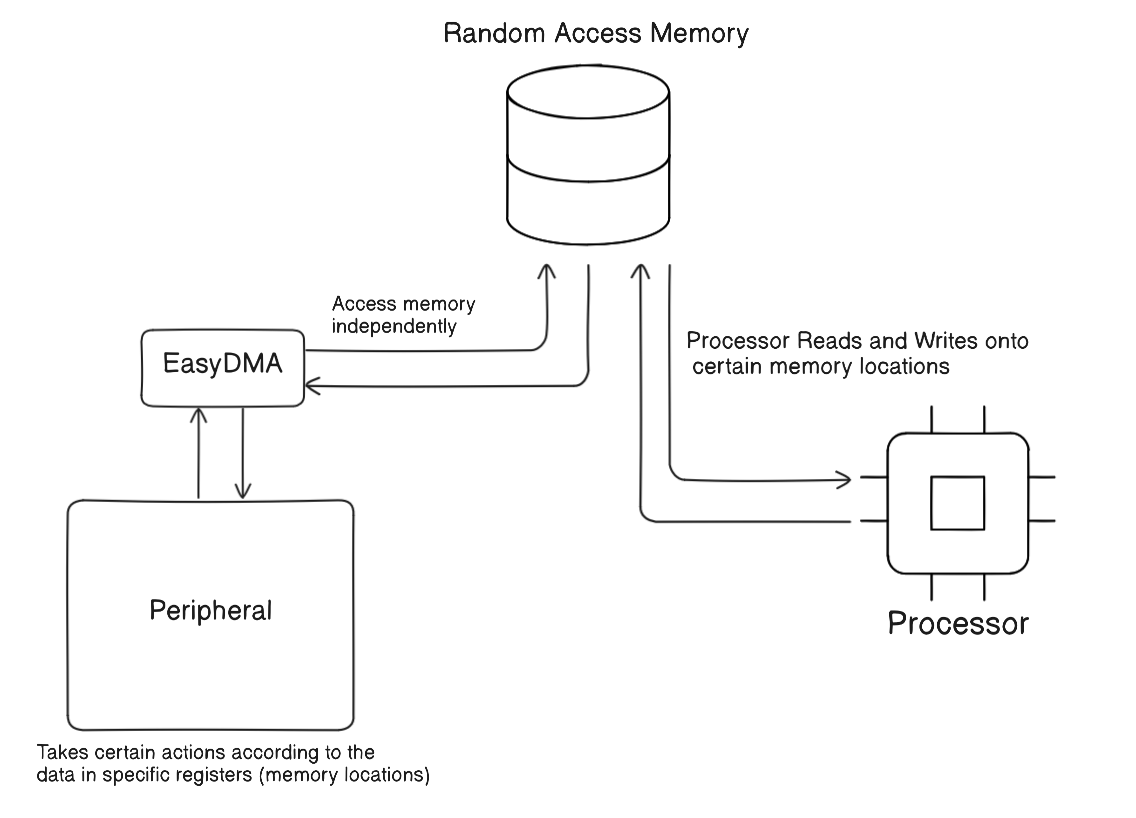 Random Access Memory
Access memory
independently
EasyDMA
Processor Reads and Writes onto
certain memory locations
Peripheral
Processor
Takes certain actions according to the
data in specific registers (memory locations)